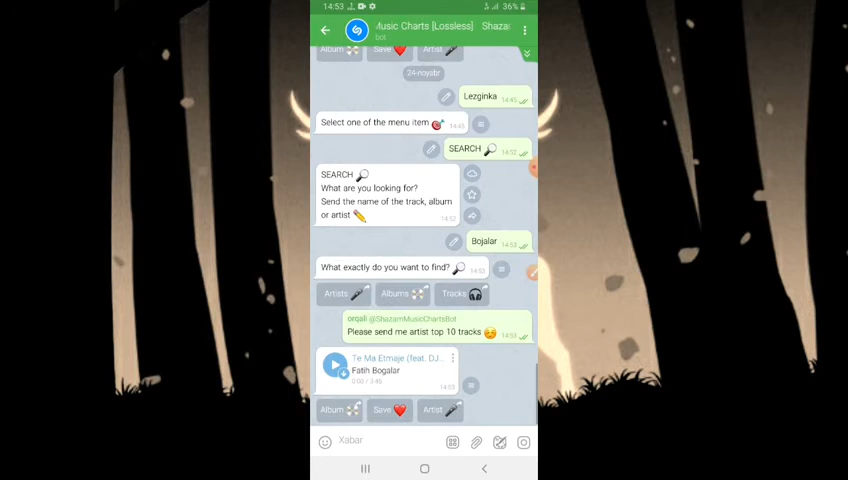 14:53
36%
Music Charts [Lossless] Shaza
bot
Album Save Artist
24-noyabr
Lezginka 14:45
Select one of the menu item 14:45
SEARCH 14:52
SEARCH
What are you looking for?
Send the name of the track, album
or artist 14:52
Bojalar 14:53
What exactly do you want to find? 14:53
Artists Albums Tracks
orqali @ShazamMusicChartsBot
Please send me artist top 10 tracks 14:53
Te Ma Etmaje (feat. DJ...
Fatih Bogalar
0:00 / 3:45
14:53
Album Save Artist
Xabar